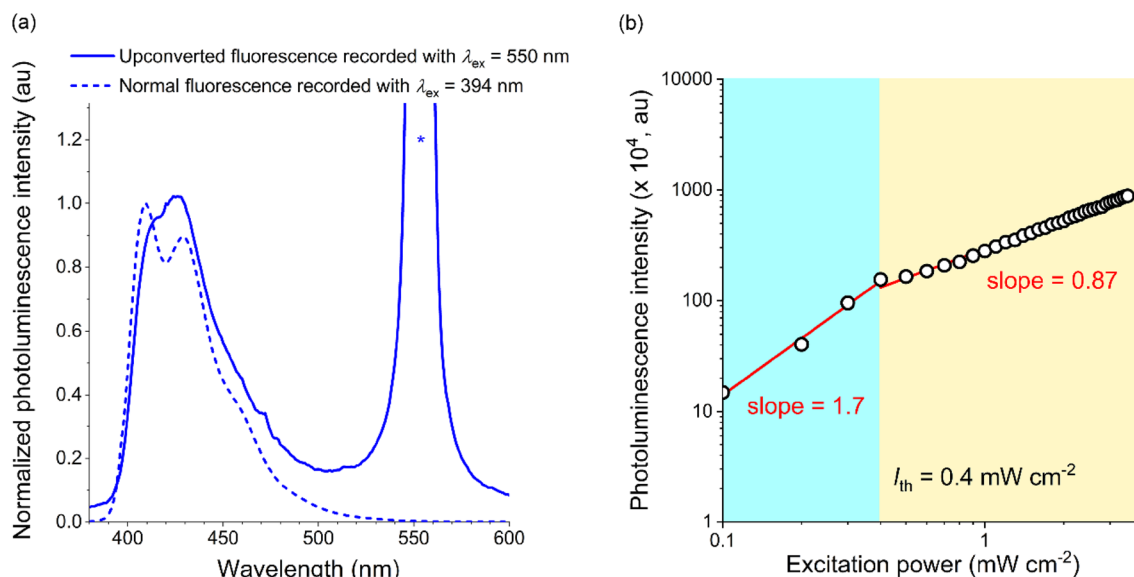 (a)
Upconverted fluorescence recorded with λex = 550 nm
Normal fluorescence recorded with λex = 394 nm
Normalized photoluminescence intensity (au)
1.2
1.0
0.8
0.6
0.4
0.2
0.0
*
400
450
500
550
600
Wavelength (nm)
(b)
Photoluminescence intensity (x 10⁴, au)
10000
1000
100
10
1
slope = 0.87
slope = 1.7
Ith = 0.4 mW cm⁻²
0.1
1
Excitation power (mW cm⁻²)